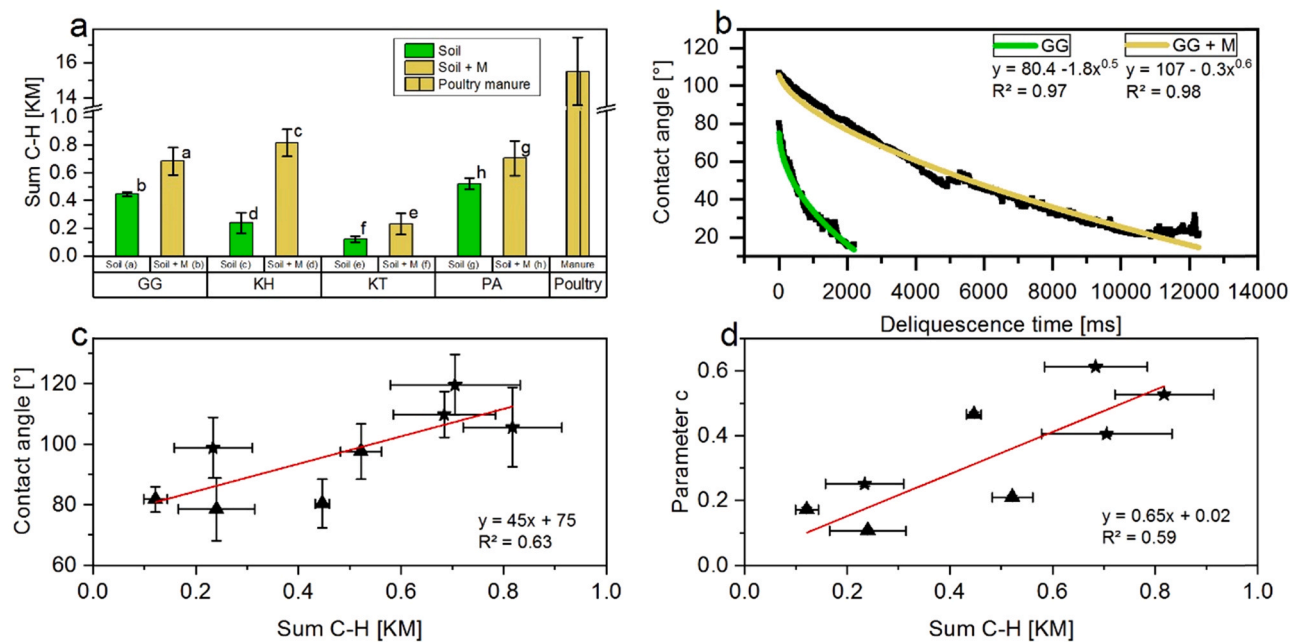 a
Sum C-H [KM]
16
14
1.0
0.8
0.6
0.4
0.2
0.0
Soil
Soil + M
Poultry manure
b
a
d
c
f
e
h
g
Soil (a)
Soil + M (b)
Soil (c)
Soil + M (d)
Soil (e)
Soil + M (f)
Soil (g)
Soil + M (h)
Manure
GG
KH
KT
PA
Poultry
b
Contact angle [°]
120
100
80
60
40
20
GG
y = 80.4 -1.8x^0.5
R² = 0.97
GG + M
y = 107 - 0.3x^0.6
R² = 0.98
0
2000
4000
6000
8000
10000
12000
14000
Deliquescence time [ms]
c
Contact angle [°]
120
100
80
60
y = 45x + 75
R² = 0.63
0.0
0.2
0.4
0.6
0.8
1.0
Sum C-H [KM]
d
Parameter c
0.6
0.4
0.2
0.0
y = 0.65x + 0.02
R² = 0.59
0.0
0.2
0.4
0.6
0.8
1.0
Sum C-H [KM]